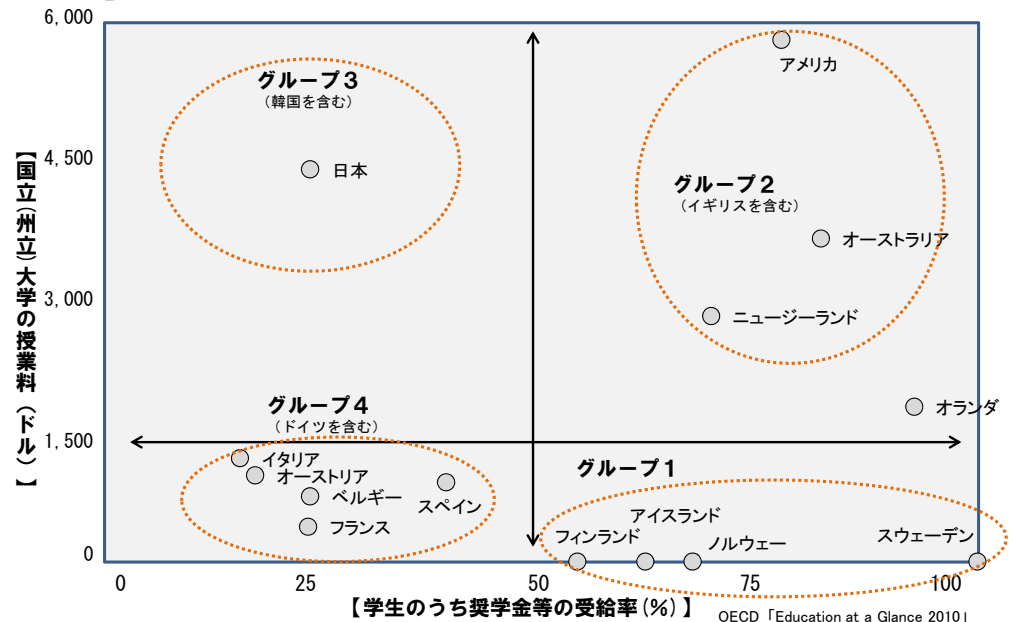 6,000
4,500
3,000
1,500
0
【国立(州立)大学の授業料(ドル)】
グループ３
(韓国を含む)
日本
アメリカ
グループ２
(イギリスを含む)
オーストラリア
ニュージーランド
オランダ
グループ４
(ドイツを含む)
イタリア
オーストリア
ベルギー
スペイン
フランス
グループ１
アイスランド
フィンランド
ノルウェー
スウェーデン
0 25 50 75 100
【学生のうち奨学金等の受給率(%)】
OECD「Education at a Glance 2010」